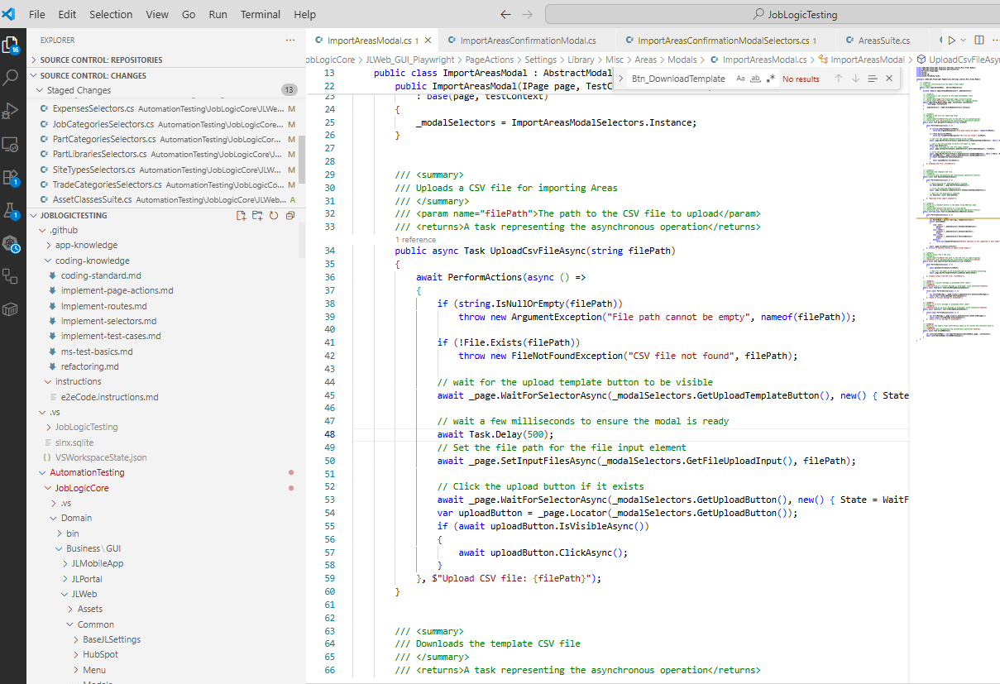 File Edit Selection View Go Run Terminal Help
JobLogicTesting
EXPLORER
SOURCE CONTROL: REPOSITORIES
SOURCE CONTROL: CHANGES
Staged Changes 13
ExpensesSelectors.cs AutomationTesting\JobLogicCore\JLWe... M
JobCategoriesSelectors.cs AutomationTesting\JobLogicCore... M
PartCategoriesSelectors.cs AutomationTesting\JobLogicCor... M
PartLibrariesSelectors.cs AutomationTesting\JobLogicCore\J... M
SiteTypesSelectors.cs AutomationTesting\JobLogicCore\JLW... M
TradeCategoriesSelectors.cs AutomationTesting\JobLogicCo... M
AssetClassesSuite.cs AutomationTesting\JobLogicCore\JLWeb... A
JOBLOGICTESTING
.github
app-knowledge
coding-knowledge
coding-standard.md
implement-page-actions.md
Implement-routes.md
implement-selectors.md
implement-test-cases.md
ms-test-basics.md
refactoring.md
instructions
e2eCode.instructions.md
.vs
JobLogicTesting
slnx.sqlite
VSWorkspaceState.json
AutomationTesting
JobLogicCore
.vs
Domain
bin
Business\GUI
JLMobileApp
JLPortal
JLWeb
Assets
Common
BaseJLSettings
HubSpot
Menu
16
1
1
ImportAreasModal.cs 1
ImportAreasConfirmationModal.cs
ImportAreasConfirmationModalSelectors.cs 1
AreasSuite.cs
obLogicCore > JLWeb_GUI_Playwright > PageActions > Settings > Library > Misc > Areas > Modals > ImportAreasModal.cs > ImportAreasModal > UploadCsvFileAsy
Btn_DownloadTemplate Aa ab .* No results
13 public class ImportAreasModal : AbstractModal
22 public ImportAreasModal(IPage page, TestC
23 : base(page, testContext)
24 {
25 _modalSelectors = ImportAreasModalSelectors.Instance;
26 }
27
28
29 /// <summary>
30 /// Uploads a CSV file for importing Areas
31 /// </summary>
32 /// <param name="filePath">The path to the CSV file to upload</param>
33 /// <returns>A task representing the asynchronous operation</returns>
1 reference
34 public async Task UploadCsvFileAsync(string filePath)
35 {
36 await PerformActions(async () =>
37 {
38 if (string.IsNullOrEmpty(filePath))
39 throw new ArgumentException("File path cannot be empty", nameof(filePath));
40
41 if (!File.Exists(filePath))
42 throw new FileNotFoundException("CSV file not found", filePath);
43
44 // wait for the upload template button to be visible
45 await _page.WaitForSelectorAsync(_modalSelectors.GetUploadTemplateButton(), new() { State
46
47 // wait a few milliseconds to ensure the modal is ready
48 await Task.Delay(500);
49 // Set the file path for the file input element
50 await _page.SetInputFilesAsync(_modalSelectors.GetFileUploadInput(), filePath);
51
52 // Click the upload button if it exists
53 await _page.WaitForSelectorAsync(_modalSelectors.GetUploadButton(), new() { State = WaitF
54 var uploadButton = _page.Locator(_modalSelectors.GetUploadButton());
55 if (await uploadButton.IsVisibleAsync())
56 {
57 await uploadButton.ClickAsync();
58 }
59 }, $"Upload CSV file: {filePath}");
60 }
61
62
63 /// <summary>
64 /// Downloads the template CSV file
65 /// </summary>
66 /// <returns>A task representing the asynchronous operation</returns>